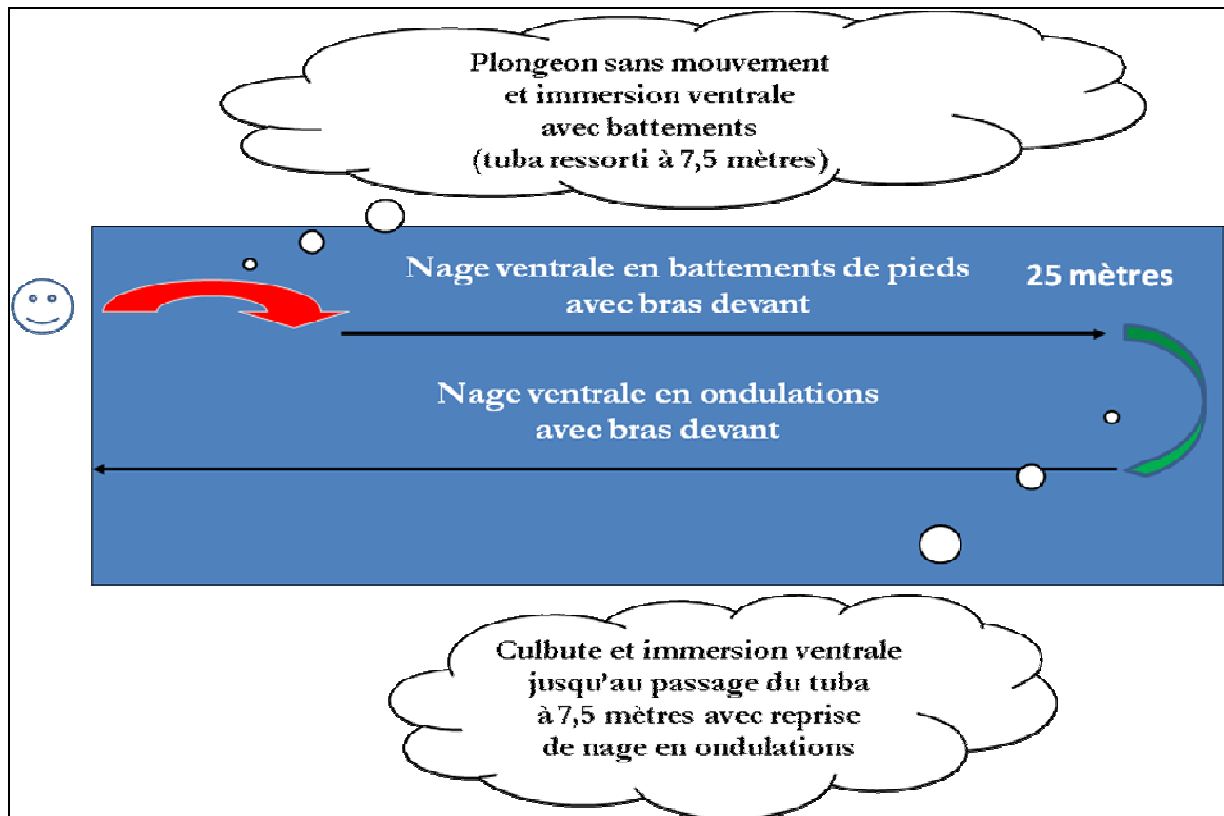 Plongeon sans mouvement
et immersion ventrale
avec battements
(tuba ressorti à 7,5 mètres)
Nage ventrale en battements de pieds
avec bras devant
25 mètres
Nage ventrale en ondulations
avec bras devant
Culbute et immersion ventrale
jusqu'au passage du tuba
à 7,5 mètres avec reprise
de nage en ondulations